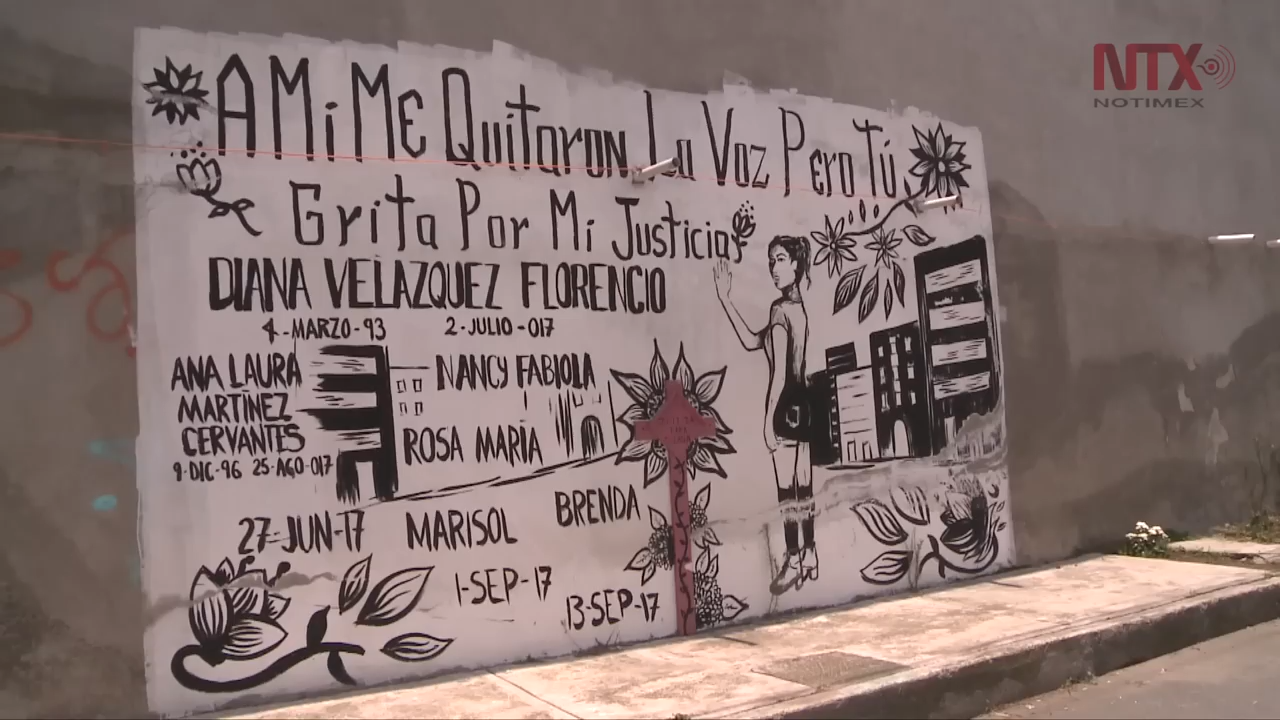 NTX
NOTIMEX
A Mi Me Quitaron La Voz Pero Tú
Grita Por Mi Justicia
DIANA VELAZQUEZ FLORENCIO
4-MARZO-93 2-JULIO-017
ANA LAURA
MARTÍNEZ
CERVANTES
9-DIC-96 25-AGO-017
NANCY FABIOLA
ROSA MARÍA
27-JUN-17 MARISOL BRENDA
1-SEP-17
13-SEP-17